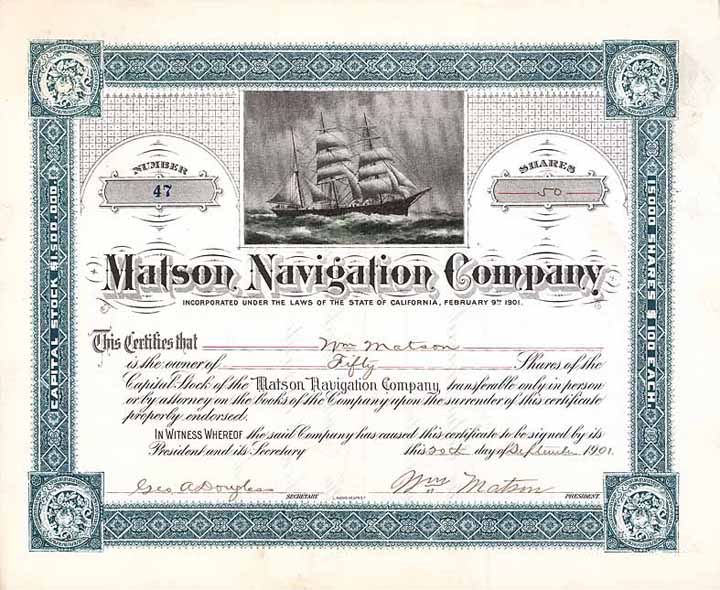 NUMBER
47
SHARES
50
Matson Navigation Company
INCORPORATED UNDER THE LAWS OF THE STATE OF CALIFORNIA, FEBRUARY 9TH 1901.
CAPITAL STOCK $1,500,000.
15000 SHARES $100 EACH
This Certifies that Wm Matson
is the owner of Fifty Shares of the
Capital Stock of the Matson Navigation Company, transferable only in person
or by attorney on the books of the Company upon the surrender of this certificate
properly endorsed.
IN WITNESS WHEREOF the said Company has caused this certificate to be signed by its
President and its Secretary this 20th day of September 1901.
Geo A Douglas SECRETARY Wm Matson PRESIDENT